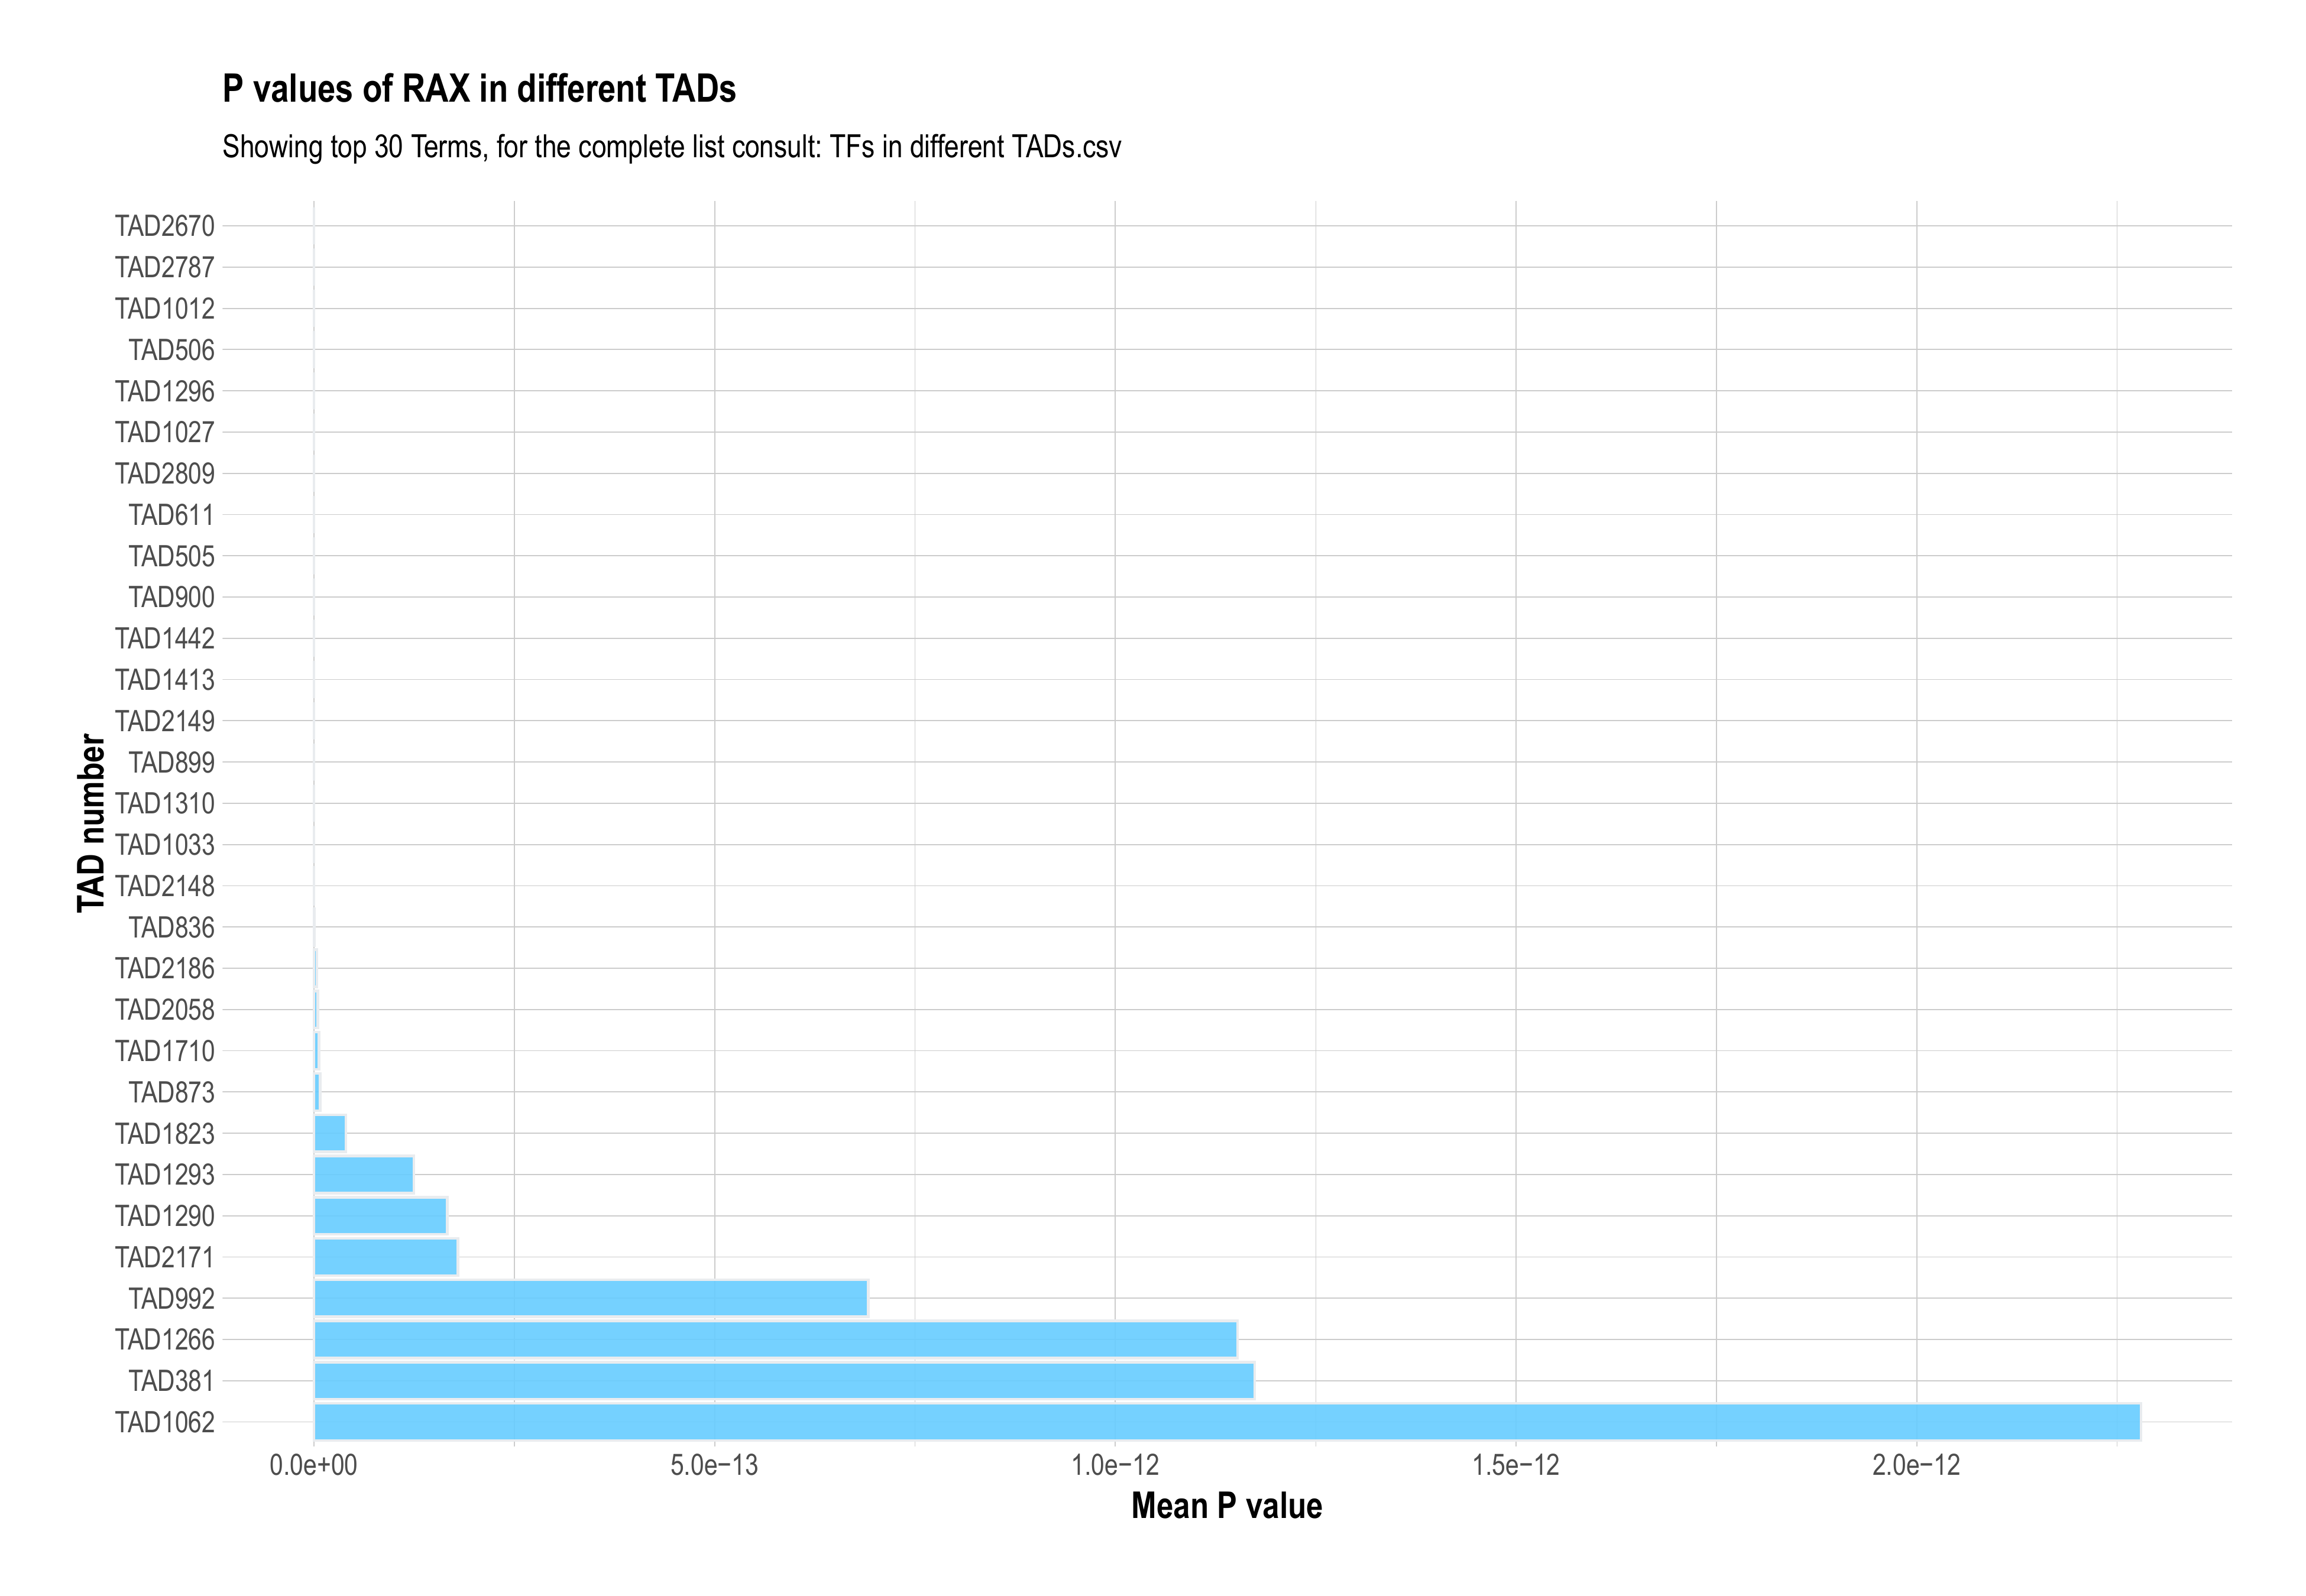 P values of RAX in different TADs
Showing top 30 Terms, for the complete list consult: TFs in different TADs.csv
TAD number
TAD2670
TAD2787
TAD1012
TAD506
TAD1296
TAD1027
TAD2809
TAD611
TAD505
TAD900
TAD1442
TAD1413
TAD2149
TAD899
TAD1310
TAD1033
TAD2148
TAD836
TAD2186
TAD2058
TAD1710
TAD873
TAD1823
TAD1293
TAD1290
TAD2171
TAD992
TAD1266
TAD381
TAD1062
0.0e+00 5.0e−13 1.0e−12 1.5e−12 2.0e−12
Mean P value